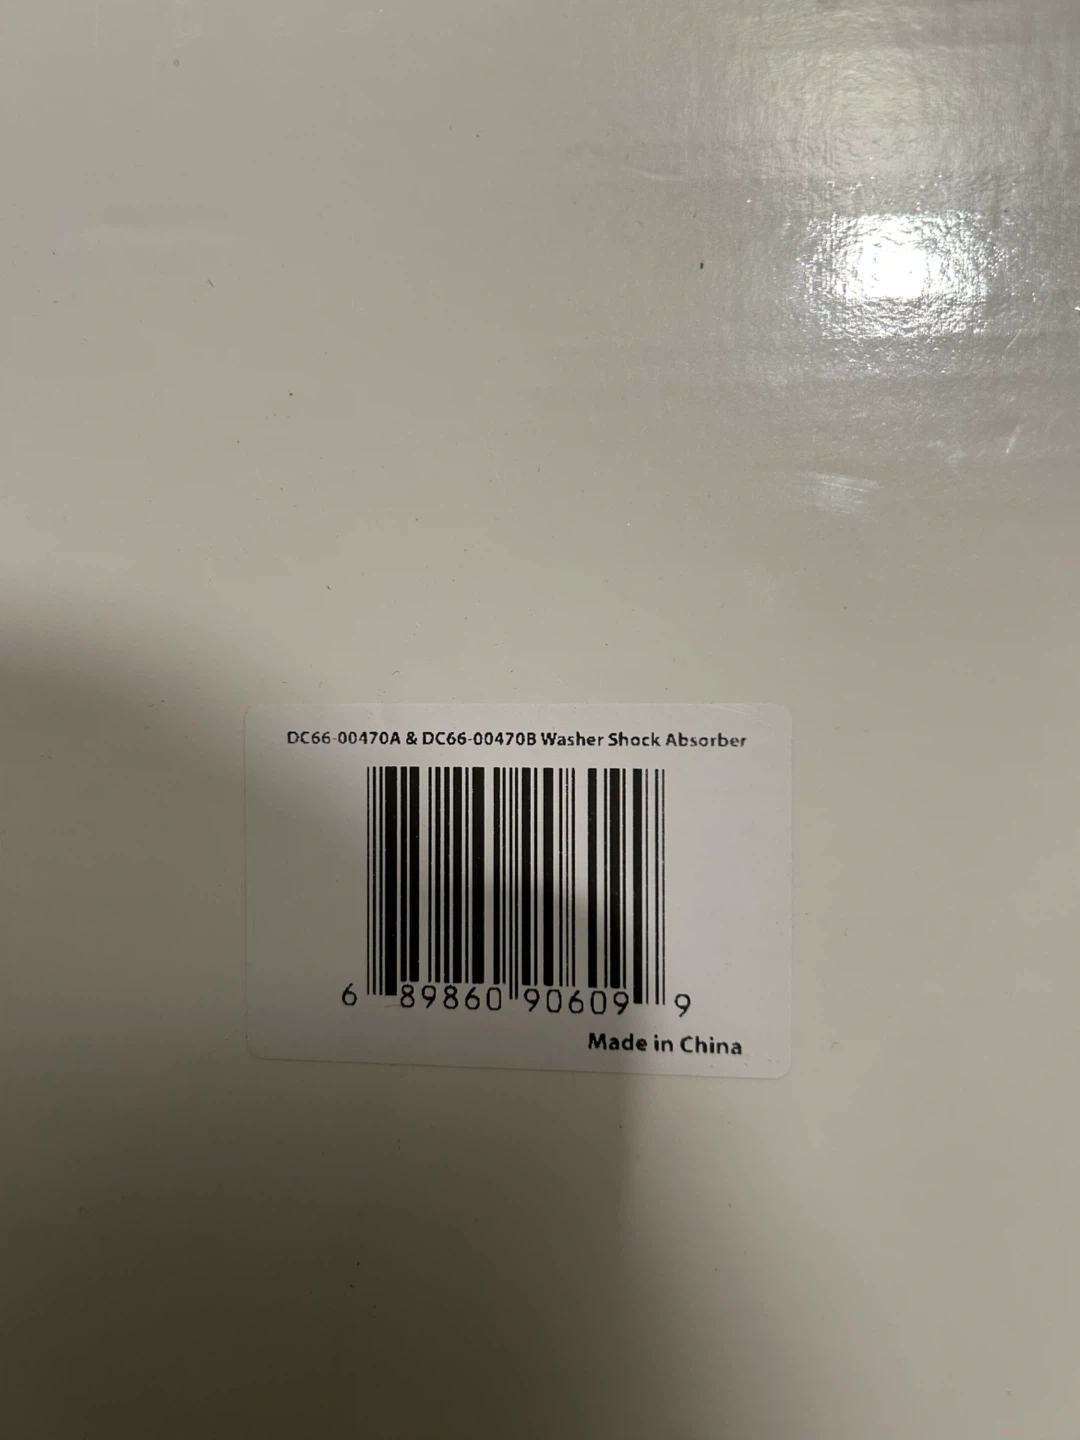 DC66-00470A & DC66-00470B Washer Shock Absorber
6 89860 90609 9
Made in China